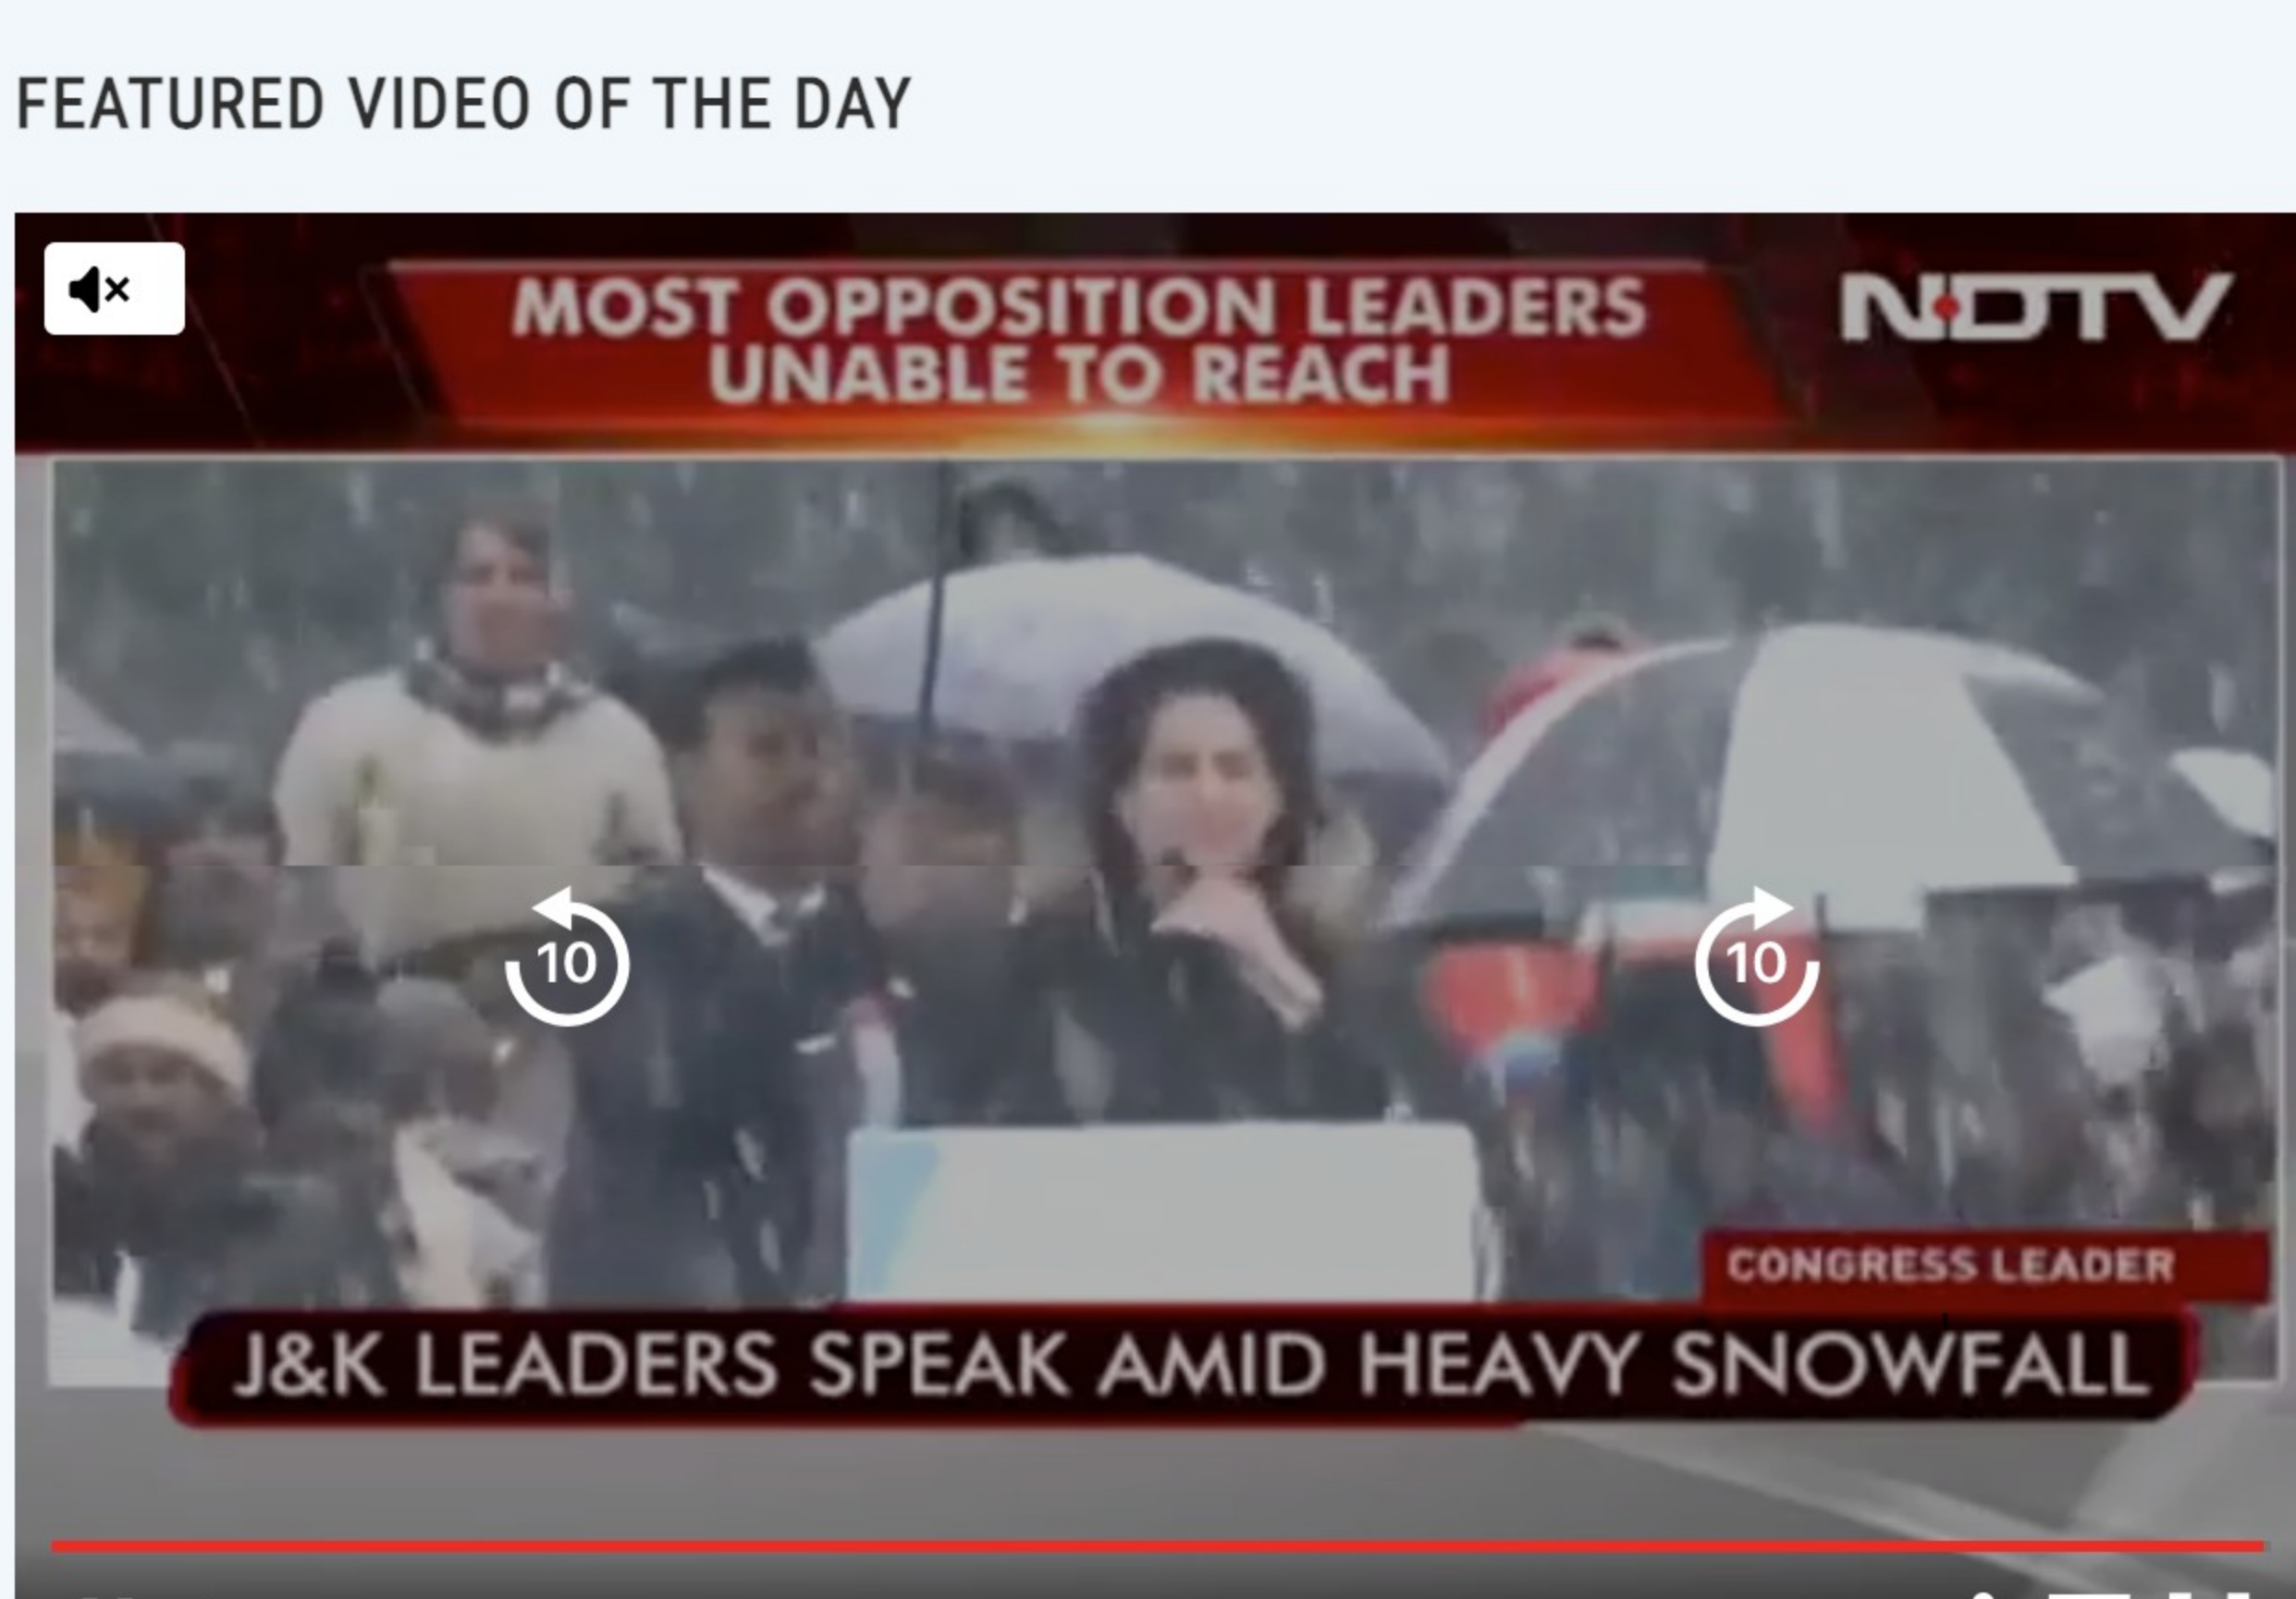 FEATURED VIDEO OF THE DAY
MOST OPPOSITION LEADERS
UNABLE TO REACH
NDTV
10
10
CONGRESS LEADER
J&K LEADERS SPEAK AMID HEAVY SNOWFALL